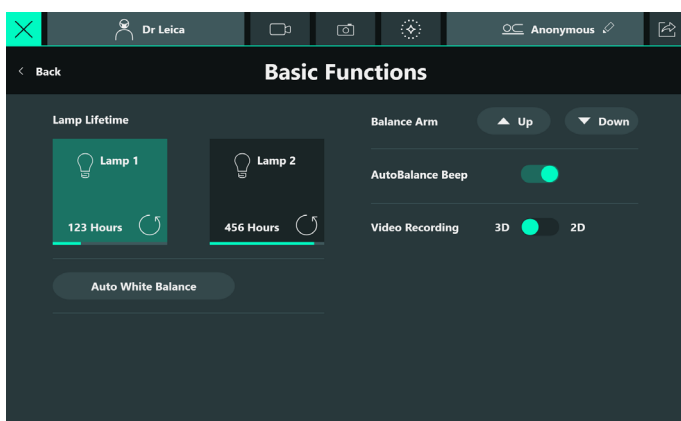 Dr Leica
Anonymous
Back
Basic Functions
Lamp Lifetime
Lamp 1
123 Hours
Lamp 2
456 Hours
Auto White Balance
Balance Arm
Up
Down
AutoBalance Beep
Video Recording
3D
2D